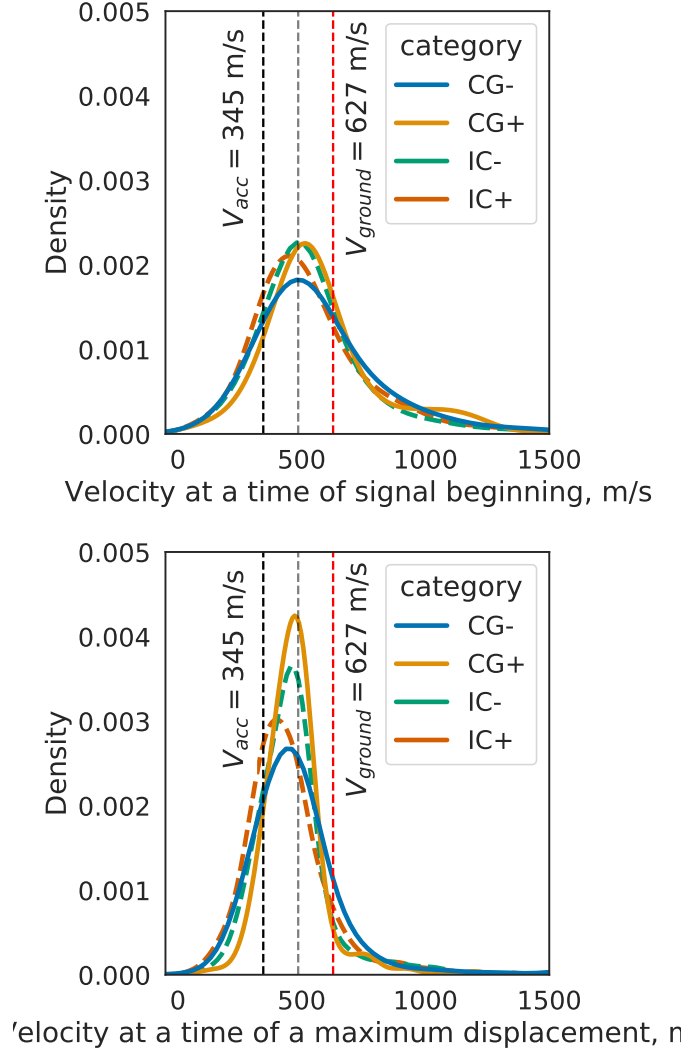 0.005
0.004
0.003
0.002
0.001
0.000
Density
V_acc = 345 m/s
V_ground = 627 m/s
category
CG-
CG+
IC-
IC+
0 500 1000 1500
Velocity at a time of signal beginning, m/s
0.005
0.004
0.003
0.002
0.001
0.000
Density
V_acc = 345 m/s
V_ground = 627 m/s
category
CG-
CG+
IC-
IC+
0 500 1000 1500
elocity at a time of a maximum displacement,